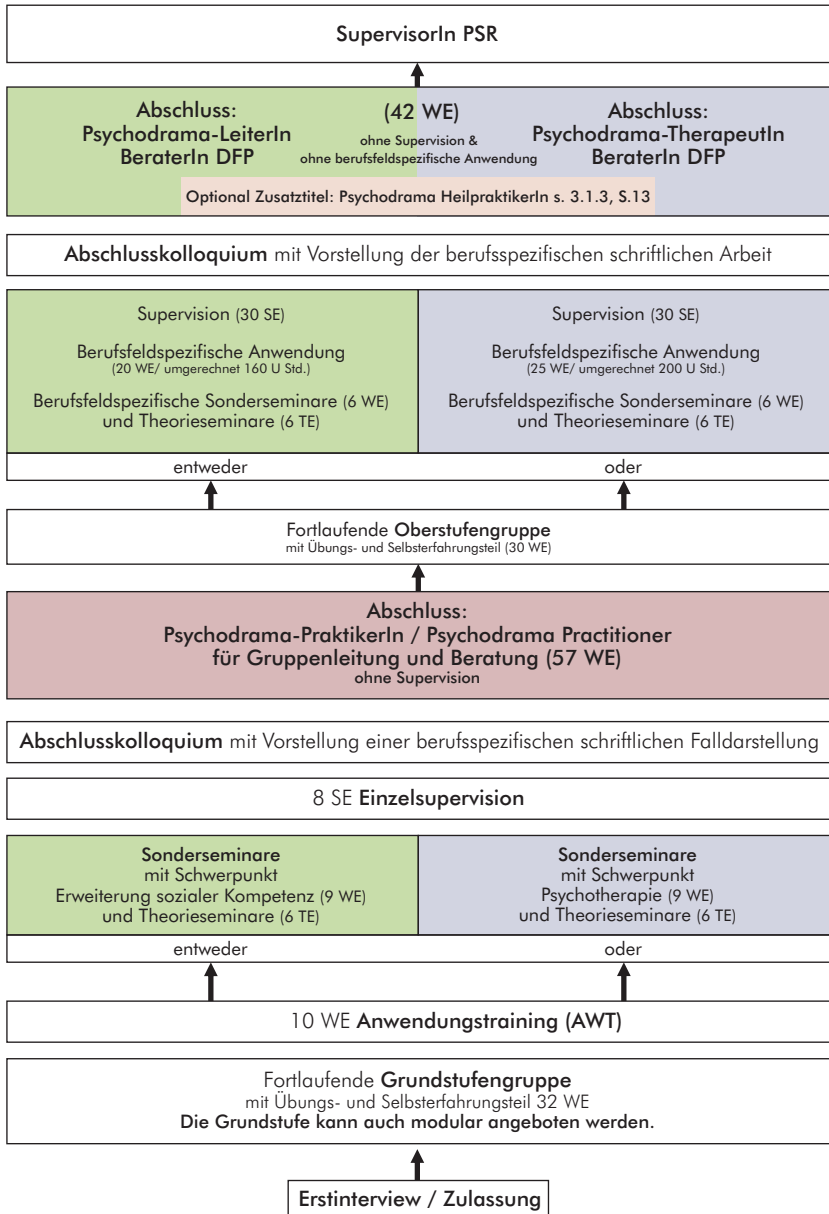 SupervisorIn PSR
Abschluss:
Psychodrama-LeiterIn
BeraterIn DFP
(42 WE)
ohne Supervision &
ohne berufsfeldspezifische Anwendung
Abschluss:
Psychodrama-TherapeutIn
BeraterIn DFP
Optional Zusatztitel: Psychodrama HeilpraktikerIn s. 3.1.3, S.13
Abschlusskolloquium mit Vorstellung der berufsspezifischen schriftlichen Arbeit
Supervision (30 SE)
Berufsfeldspezifische Anwendung
(20 WE/ umgerechnet 160 U Std.)
Berufsfeldspezifische Sonderseminare (6 WE)
und Theorieseminare (6 TE)
Supervision (30 SE)
Berufsfeldspezifische Anwendung
(25 WE/ umgerechnet 200 U Std.)
Berufsfeldspezifische Sonderseminare (6 WE)
und Theorieseminare (6 TE)
entweder
oder
Fortlaufende Oberstufengruppe
mit Übungs- und Selbsterfahrungsteil (30 WE)
Abschluss:
Psychodrama-PraktikerIn / Psychodrama Practitioner
für Gruppenleitung und Beratung (57 WE)
ohne Supervision
Abschlusskolloquium mit Vorstellung einer berufsspezifischen schriftlichen Falldarstellung
8 SE Einzelsupervision
Sonderseminare
mit Schwerpunkt
Erweiterung sozialer Kompetenz (9 WE)
und Theorieseminare (6 TE)
Sonderseminare
mit Schwerpunkt
Psychotherapie (9 WE)
und Theorieseminare (6 TE)
entweder
oder
10 WE Anwendungstraining (AWT)
Fortlaufende Grundstufengruppe
mit Übungs- und Selbsterfahrungsteil 32 WE
Die Grundstufe kann auch modular angeboten werden.
Erstinterview / Zulassung